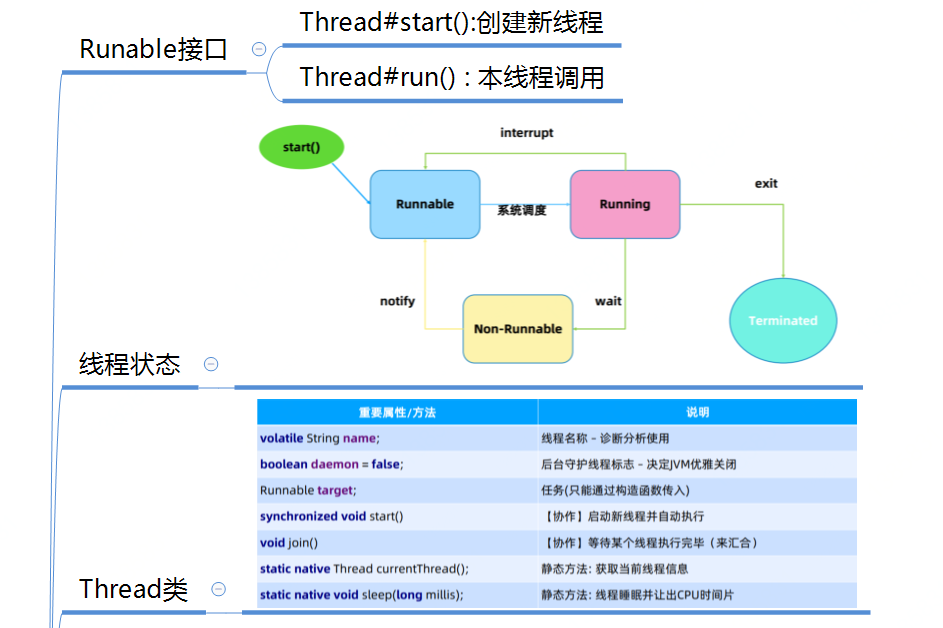 Runable接口
Thread#start():创建新线程
Thread#run() : 本线程调用
线程状态
start()
interrupt
Runnable
系统调度
Running
exit
notify
wait
Non-Runnable
Terminated
Thread类
重要属性/方法 说明
volatile String name; 线程名称 – 诊断分析使用
boolean daemon = false; 后台守护线程标志 – 决定JVM优雅关闭
Runnable target; 任务(只能通过构造函数传入)
synchronized void start() 【协作】启动新线程并自动执行
void join() 【协作】等待某个线程执行完毕（来汇合）
static native Thread currentThread(); 静态方法: 获取当前线程信息
static native void sleep(long millis); 静态方法: 线程睡眠并让出CPU时间片